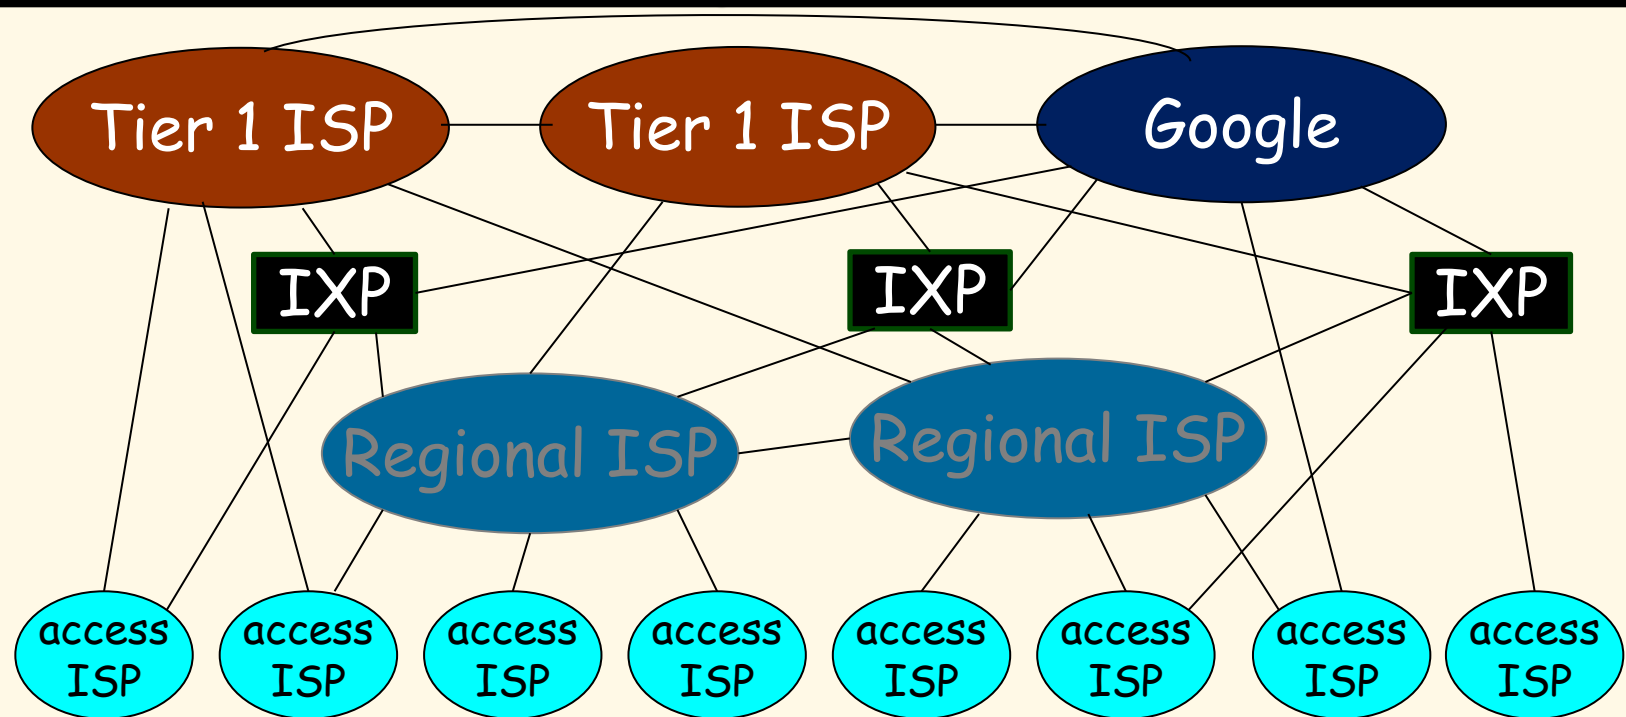 Tier 1 ISP
Tier 1 ISP
Google
IXP
IXP
IXP
Regional ISP
Regional ISP
access
ISP
access
ISP
access
ISP
access
ISP
access
ISP
access
ISP
access
ISP
access
ISP